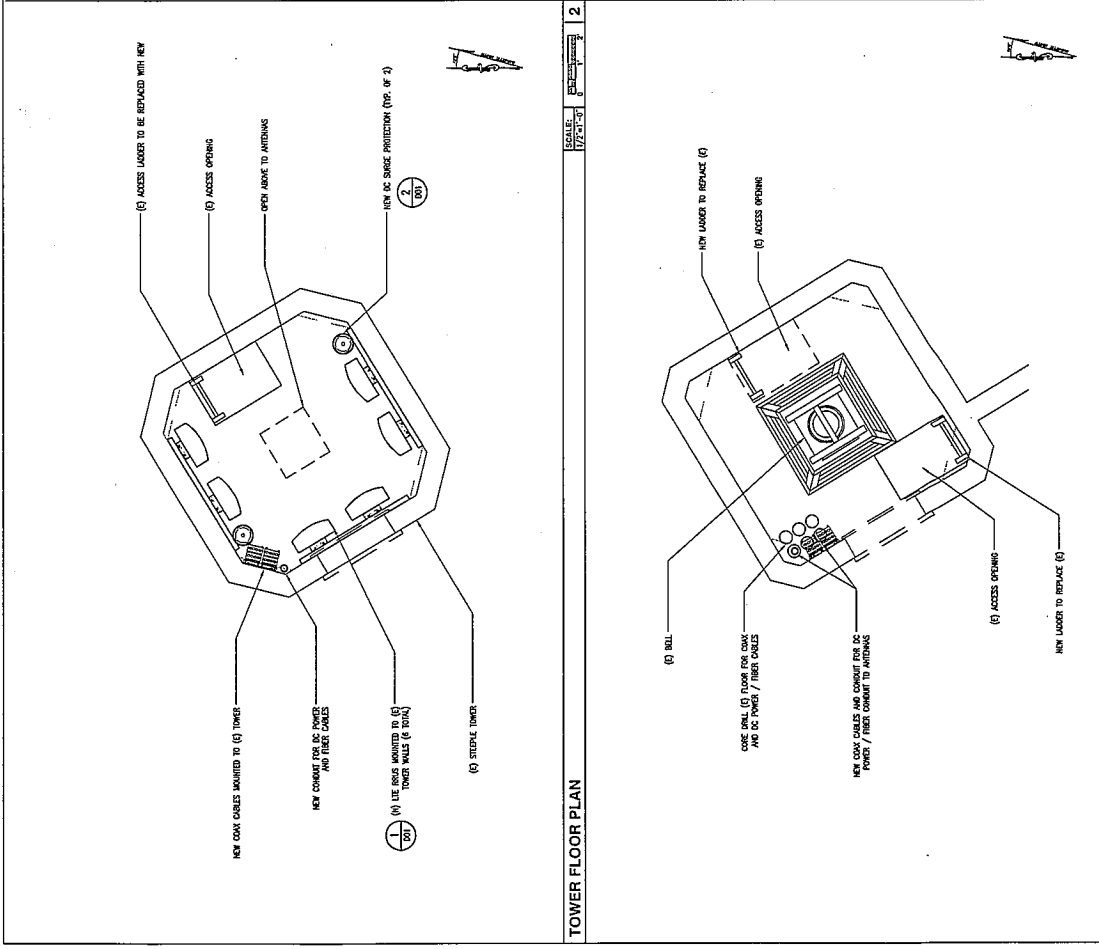 (E) ACCESS LADDER TO BE REPLACED WITH NEW
(E) ACCESS OPENING
OPEN ABOVE TO ANTENNAS
NEW DC SURGE PROTECTION (TYP. OF 2)
2
D01
NEW COAX CABLES MOUNTED TO (E) TOWER
NEW CONDUIT FOR DC POWER
AND FIBER CABLES
(N) LTE RRUS MOUNTED TO (E)
TOWER WALLS (6 TOTAL)
1
D01
(E) STEEPLE TOWER
TOWER FLOOR PLAN
SCALE:
1/2"=1'-0"
0 1' 2'
2
NEW LADDER TO REPLACE (E)
(E) ACCESS OPENING
(E) BELL
CORE DRILL (E) FLOOR FOR COAX
AND DC POWER / FIBER CABLES
NEW COAX CABLES AND CONDUIT FOR DC
POWER / FIBER CONDUIT TO ANTENNAS
(E) ACCESS OPENING
NEW LADDER TO REPLACE (E)